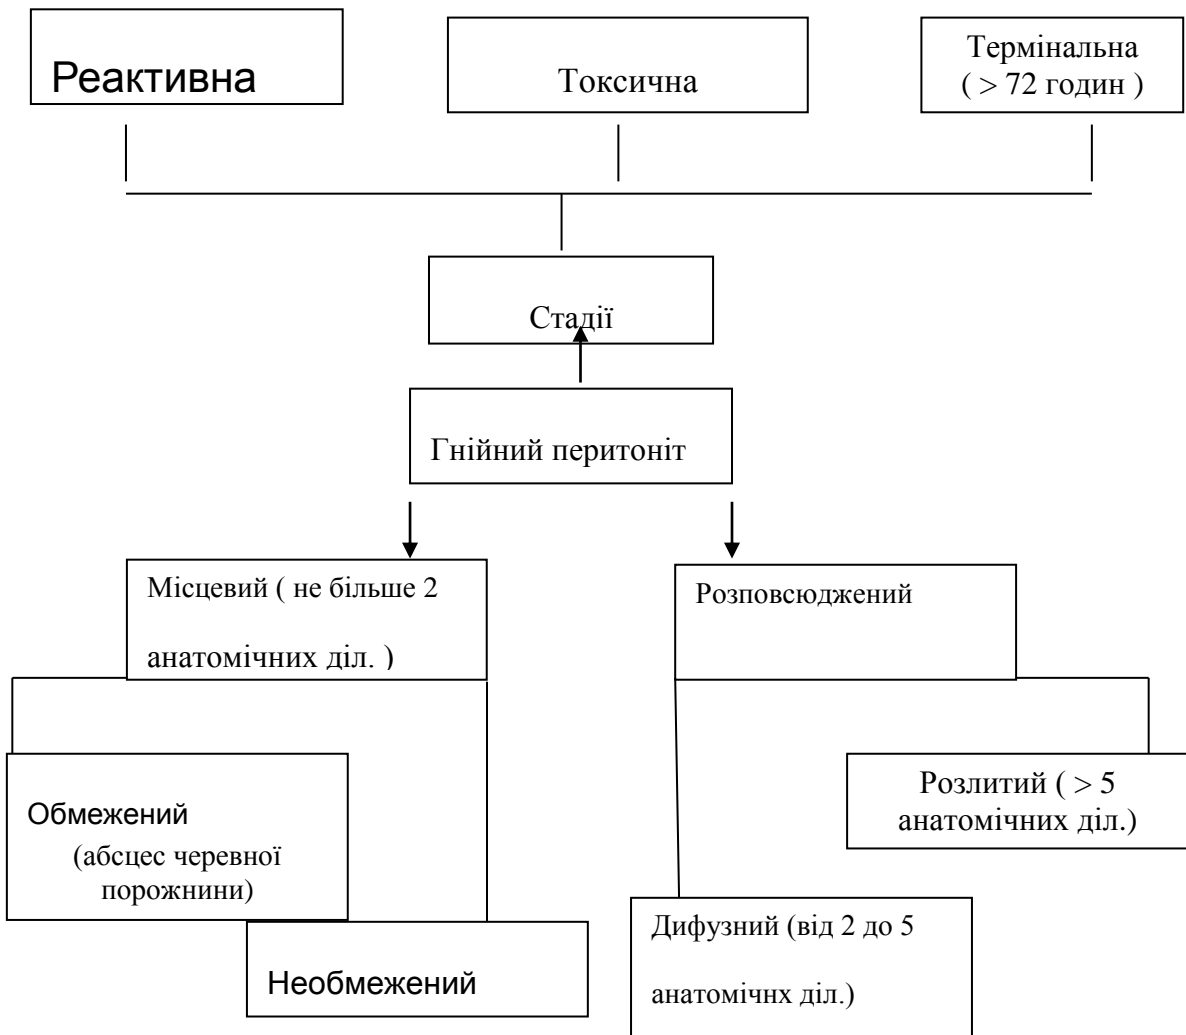 Реактивна
Токсична
Термінальна
( > 72 годин )
Стадії
Гнійний перитоніт
Місцевий ( не більше 2
анатомічних діл. )
Розповсюджений
Обмежений
(абсцес черевної
порожнини)
Розлитий ( > 5
анатомічних діл.)
Необмежений
Дифузний (від 2 до 5
анатомічнх діл.)